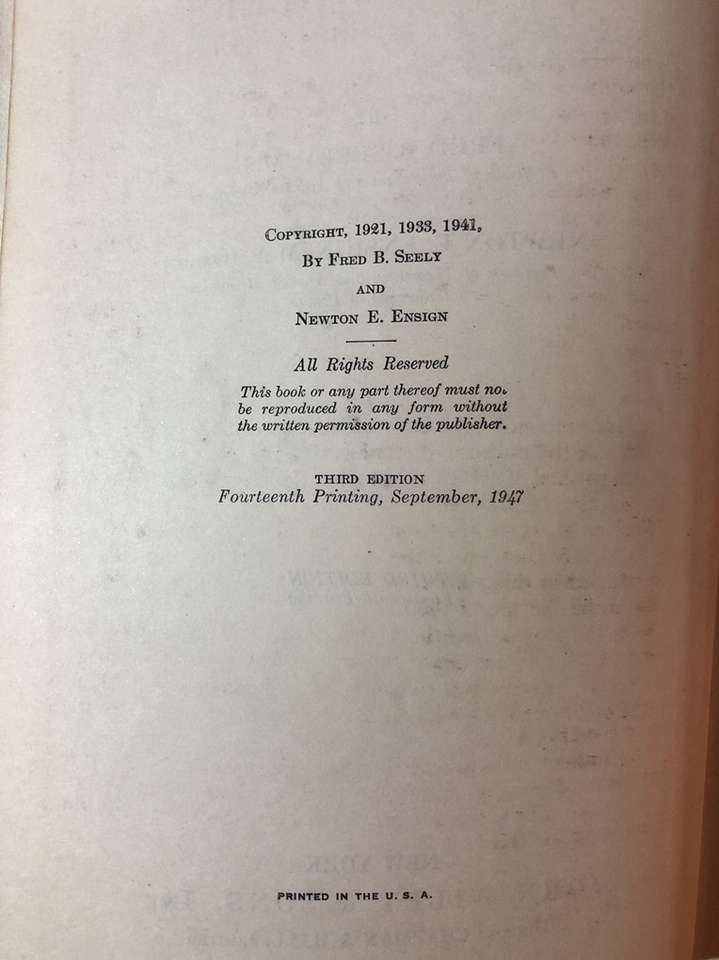 COPYRIGHT, 1921, 1933, 1941,
BY FRED B. SEELY
AND
NEWTON E. ENSIGN
All Rights Reserved
This book or any part thereof must not
be reproduced in any form without
the written permission of the publisher.
THIRD EDITION
Fourteenth Printing, September, 1947
PRINTED IN THE U. S. A.